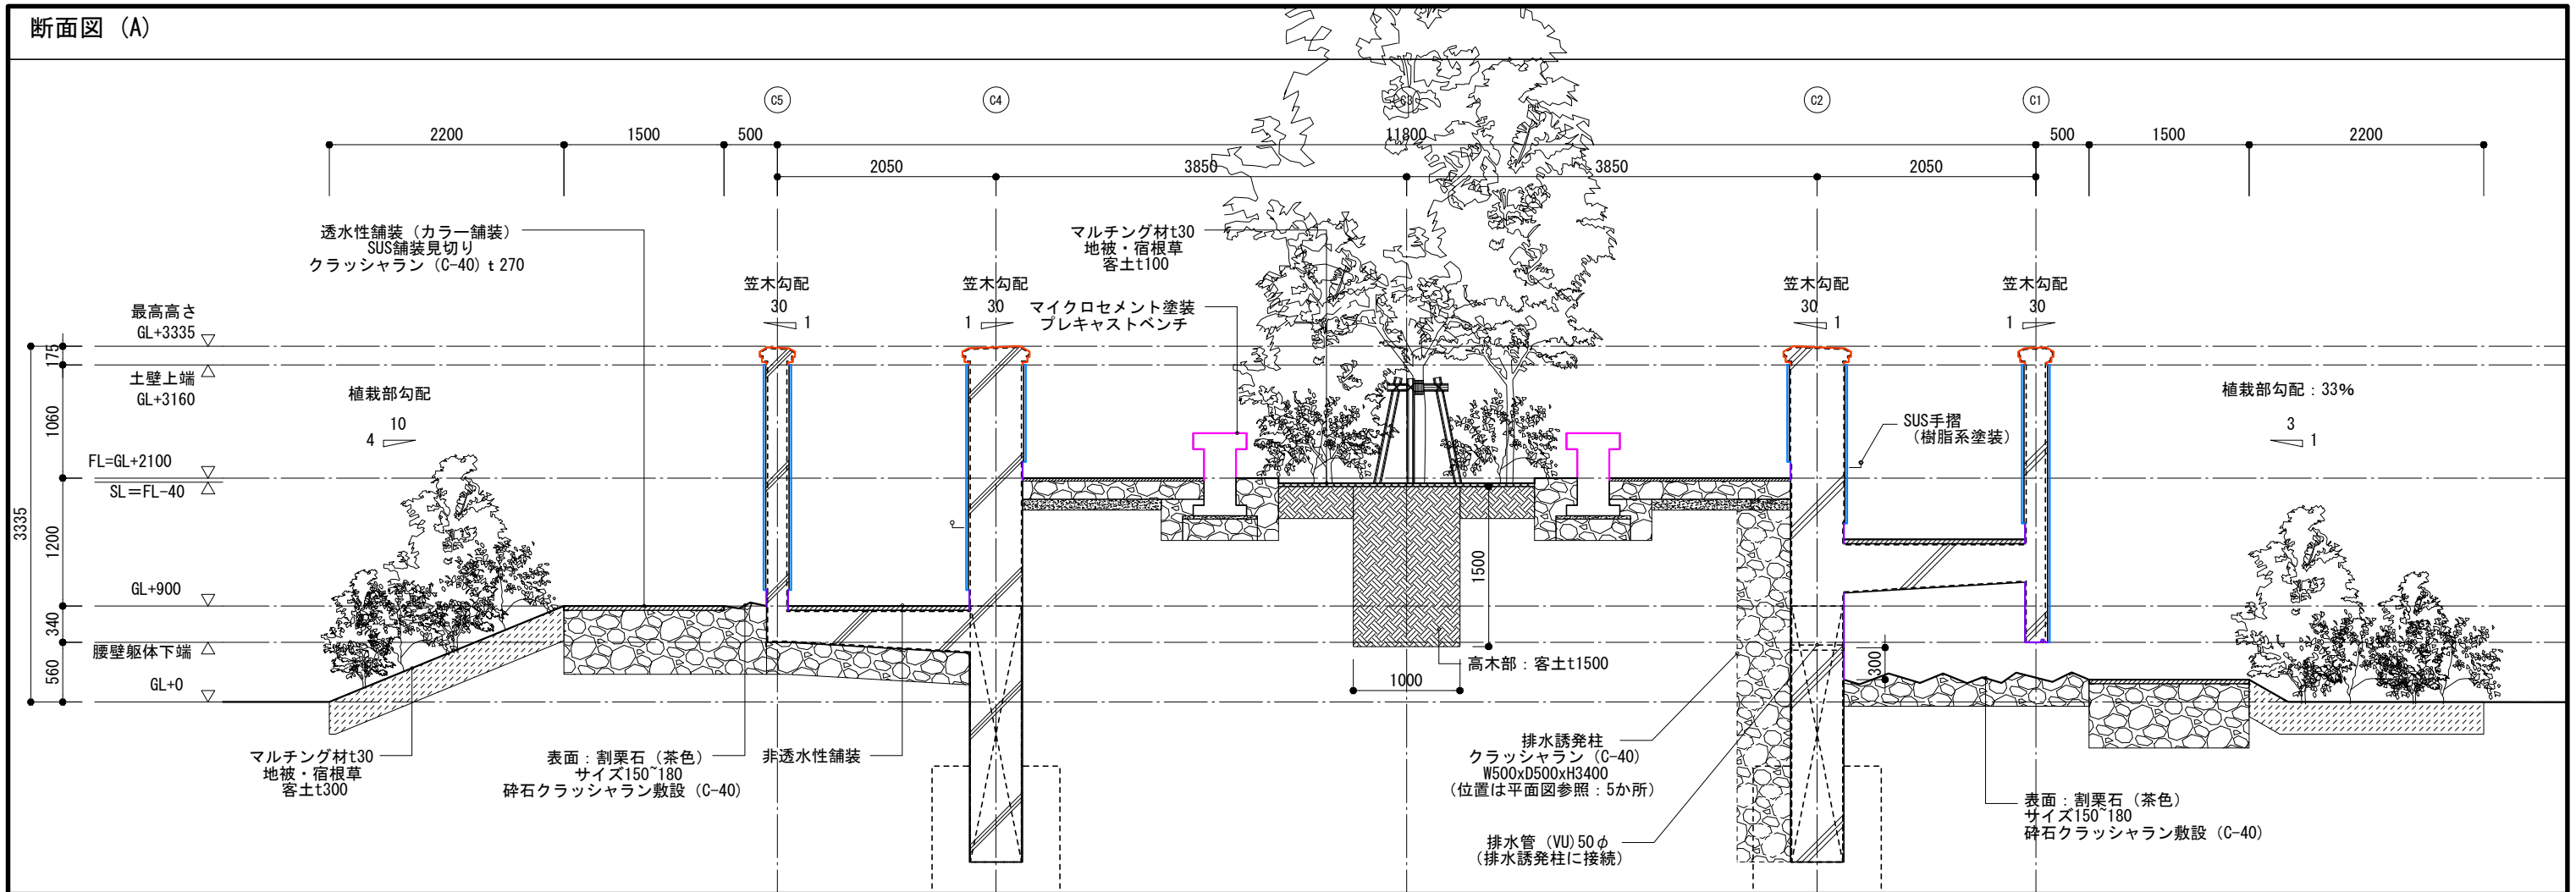 断面図 (A)
C5
C4
C3
C2
C1
2200
1500
500
11800
500
1500
2200
2050
3850
3850
2050
透水性舗装（カラー舗装）
SUS舗装見切り
クラッシャラン（C-40）t 270
マルチング材t30
地被・宿根草
客土t100
笠木勾配
30
1
笠木勾配
30
1
マイクロセメント塗装
プレキャストベンチ
笠木勾配
30
1
笠木勾配
30
1
最高高さ
GL+3335
土壁上端
GL+3160
FL=GL+2100
SL＝FL-40
GL+900
腰壁躯体下端
GL+0
175
1060
1200
340
560
3335
植栽部勾配
10
4
植栽部勾配：33%
3
1
SUS手摺
（樹脂系塗装）
1500
1000
高木部：客土t1500
300
マルチング材t30
地被・宿根草
客土t300
表面：割栗石（茶色）
サイズ150~180
砕石クラッシャラン敷設（C-40）
非透水性舗装
排水誘発柱
クラッシャラン（C-40）
W500xD500xH3400
（位置は平面図参照：5か所）
排水管（VU)50φ
（排水誘発柱に接続）
表面：割栗石（茶色）
サイズ150~180
砕石クラッシャラン敷設（C-40）